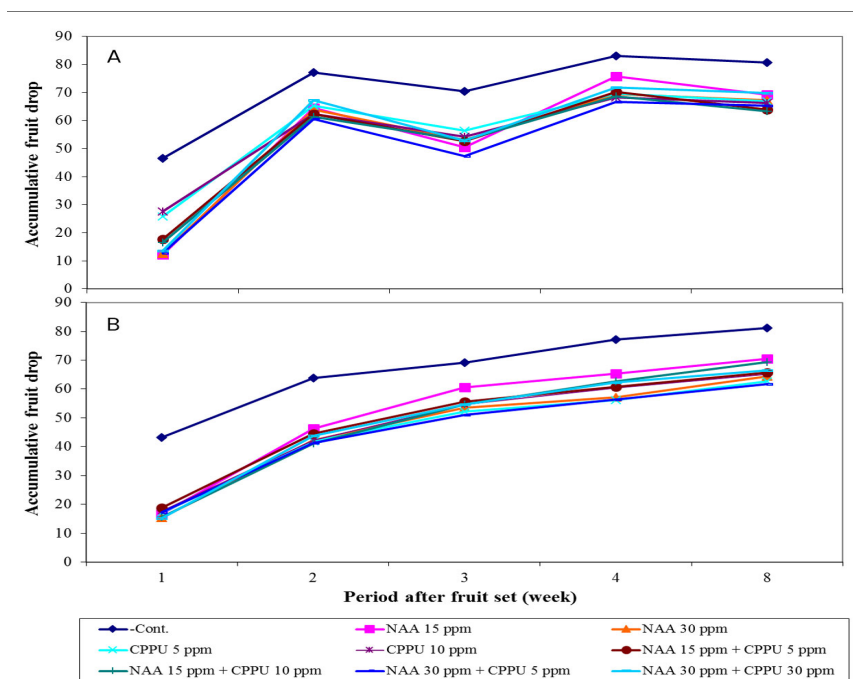 90
A
80
70
60
50
40
30
20
10
0
Accumulative fruit drop
90
B
80
70
60
50
40
30
20
10
0
Accumulative fruit drop
1 2 3 4 8
Period after fruit set (week)
-Cont. NAA 15 ppm NAA 30 ppm
CPPU 5 ppm CPPU 10 ppm NAA 15 ppm + CPPU 5 ppm
NAA 15 ppm + CPPU 10 ppm NAA 30 ppm + CPPU 5 ppm NAA 30 ppm + CPPU 30 ppm